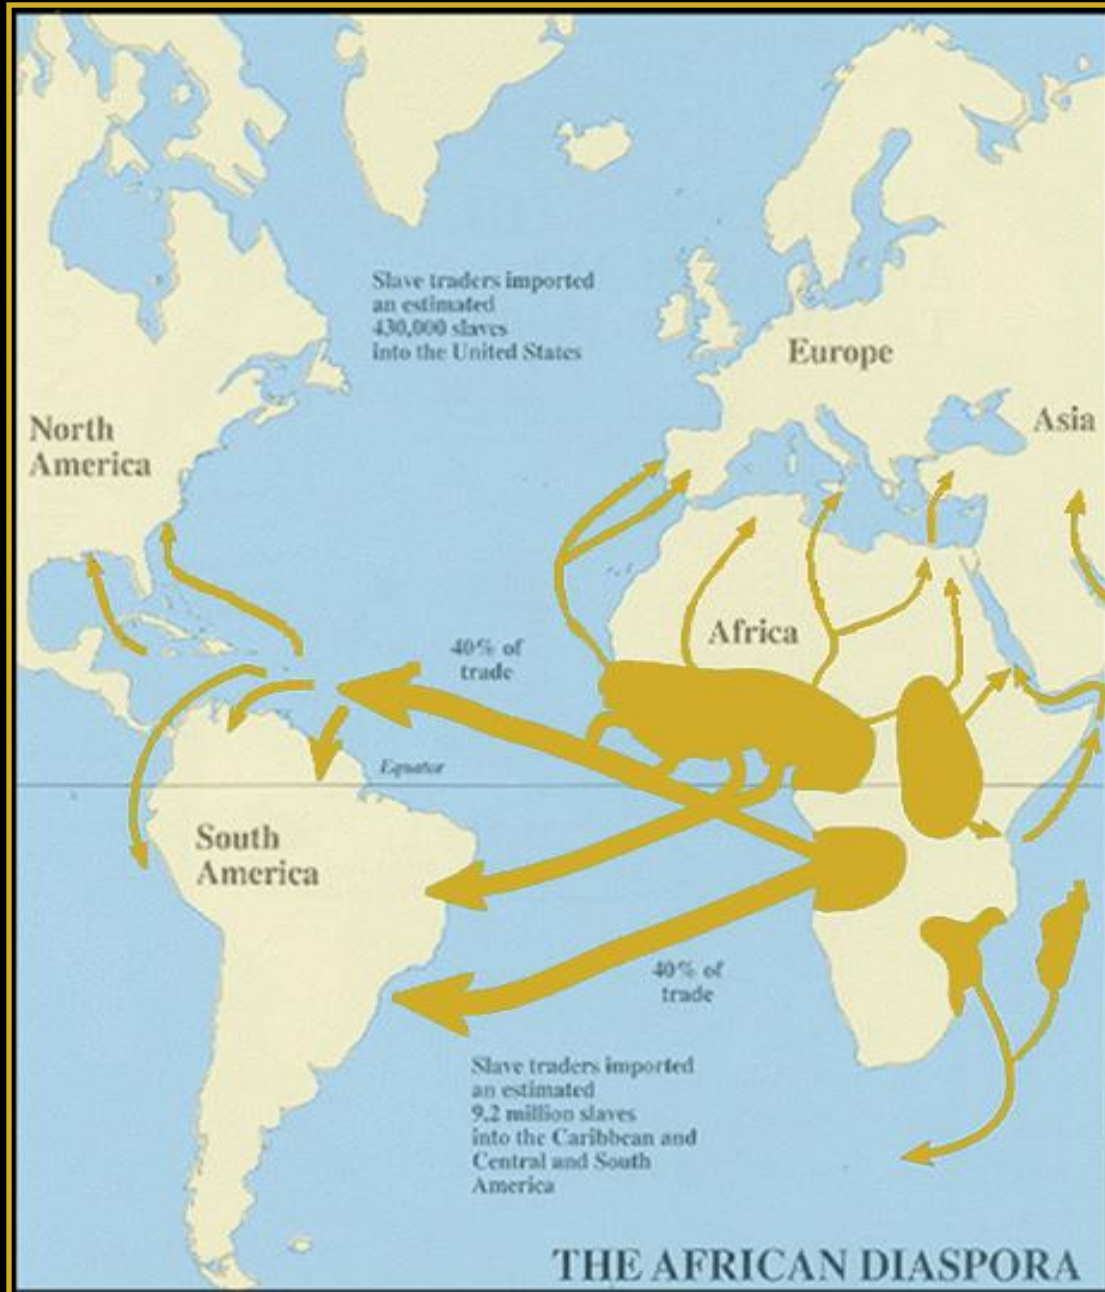 Slave traders imported
an estimated
430,000 slaves
into the United States
Europe
Asia
North
America
Africa
40% of
trade
Equator
South
America
40% of
trade
Slave traders imported
an estimated
9.2 million slaves
into the Caribbean and
Central and South
America
THE AFRICAN DIASPORA